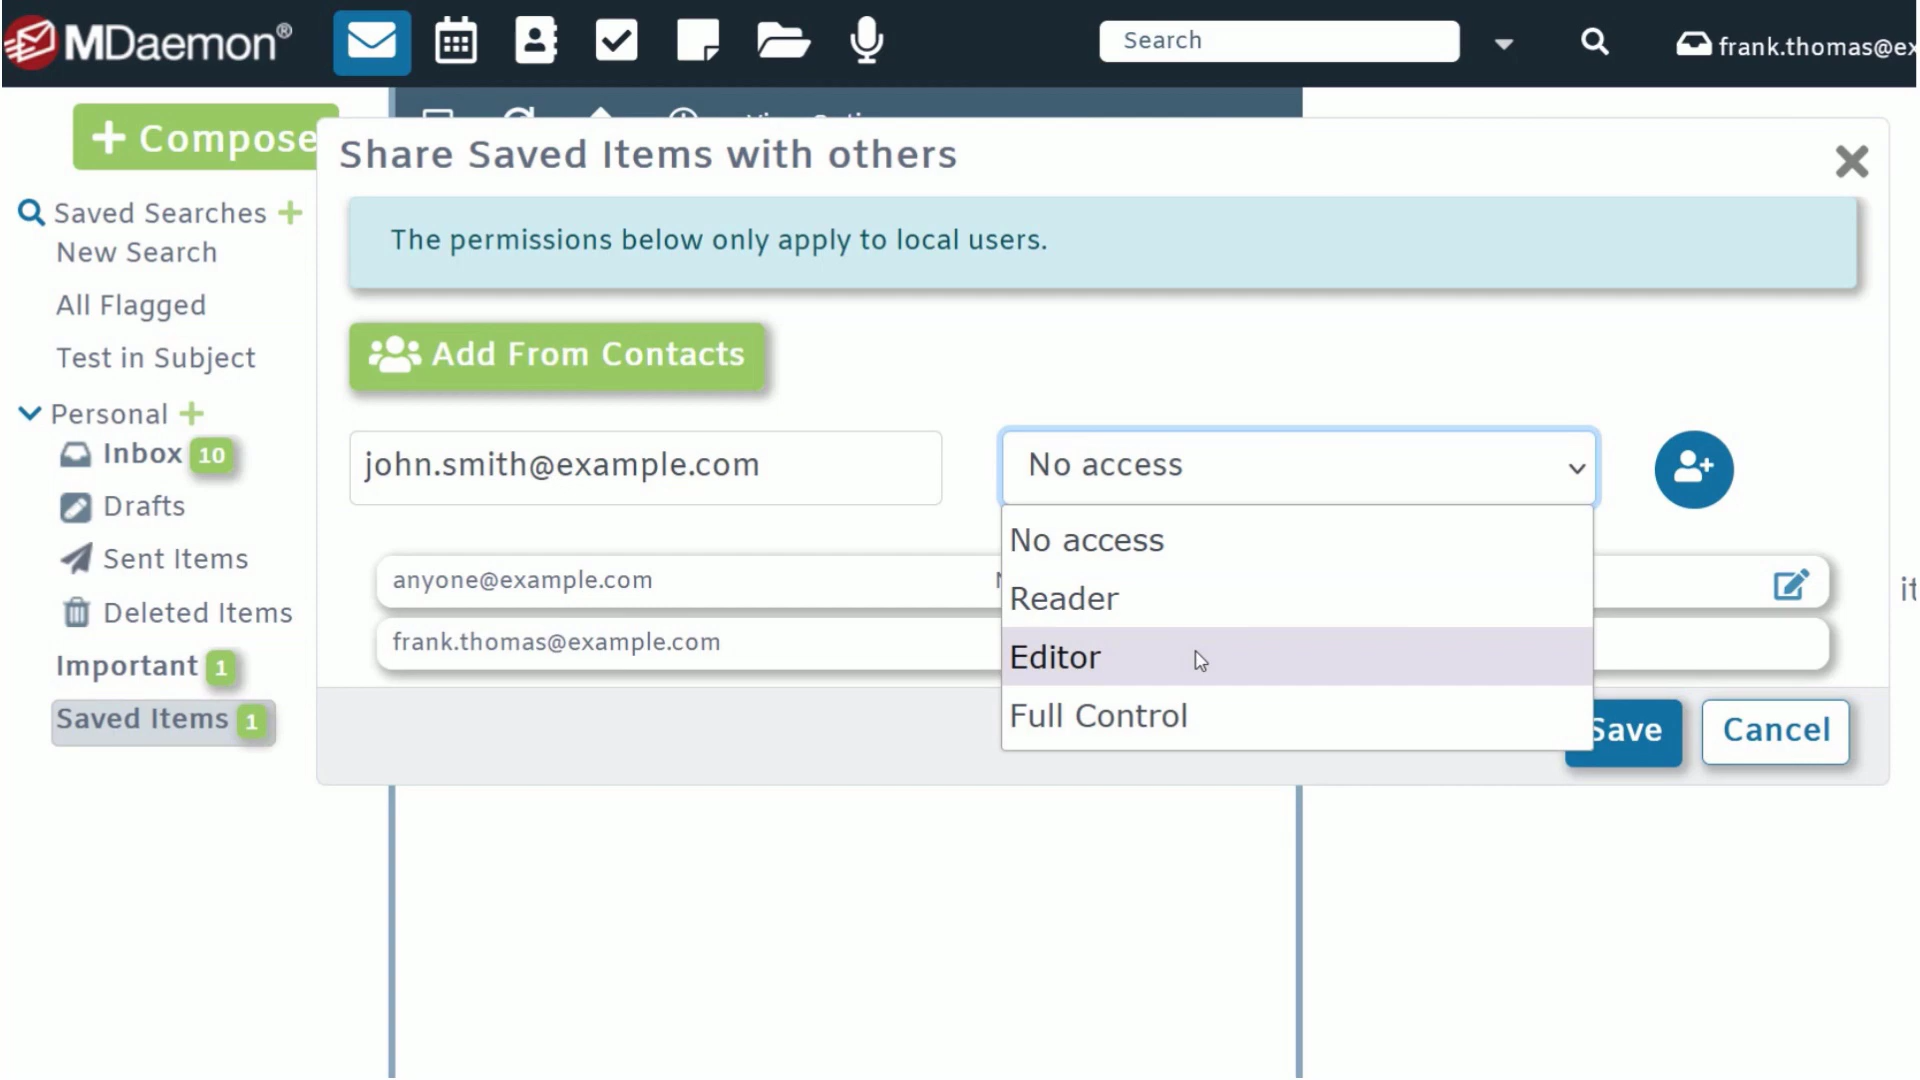 MDaemon®
Search
frank.thomas@ex
Compose
Share Saved Items with others
The permissions below only apply to local users.
Saved Searches
New Search
All Flagged
Test in Subject
Personal
Inbox 10
Drafts
Sent Items
Deleted Items
Important 1
Saved Items 1
Add From Contacts
john.smith@example.com
No access
No access
Reader
Editor
Full Control
anyone@example.com
frank.thomas@example.com
Save
Cancel